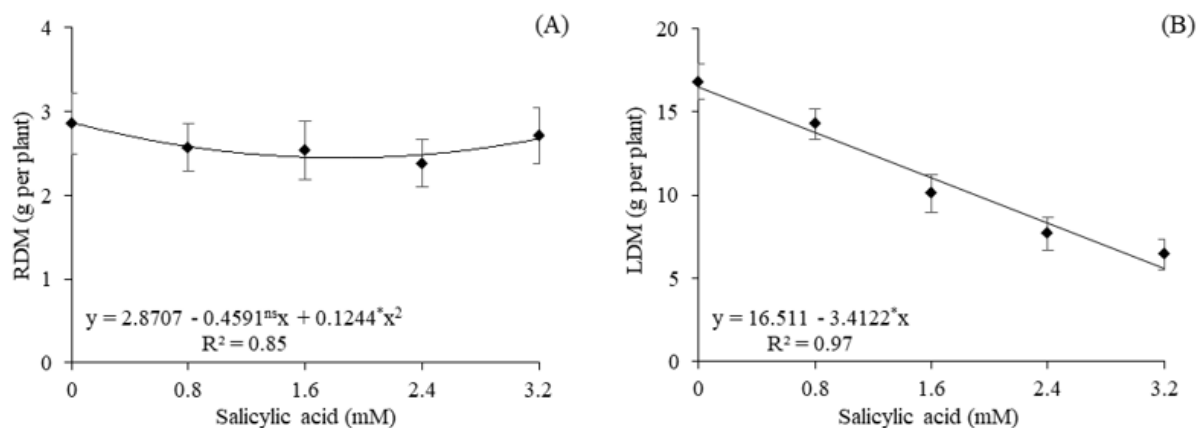 (A)
RDM (g per plant)
4
3
2
1
0
y = 2.8707 - 0.4591ⁿˢx + 0.1244*x²
R² = 0.85
0 0.8 1.6 2.4 3.2
Salicylic acid (mM)
(B)
LDM (g per plant)
20
15
10
5
0
y = 16.511 - 3.4122*x
R² = 0.97
0 0.8 1.6 2.4 3.2
Salicylic acid (mM)